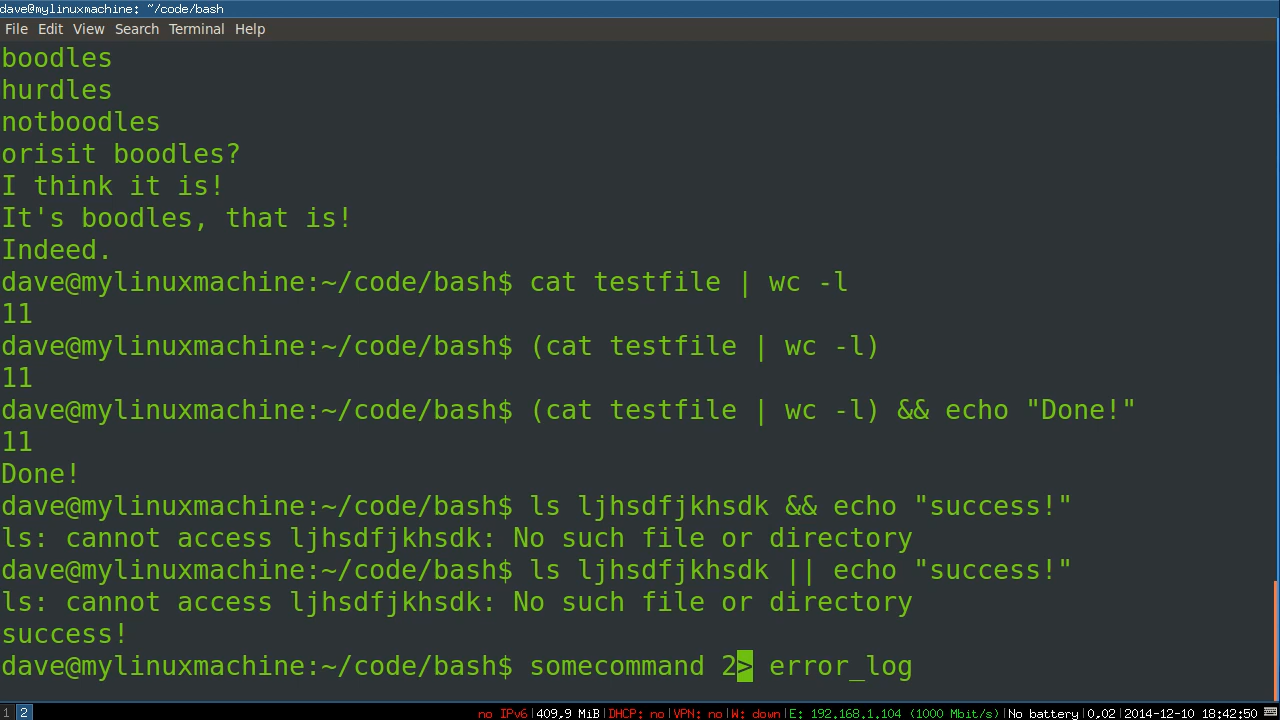 dave@mylinuxmachine: ~/code/bash
File Edit View Search Terminal Help
boodles
hurdles
notboodles
orisit boodles?
I think it is!
It's boodles, that is!
Indeed.
dave@mylinuxmachine:~/code/bash$ cat testfile | wc -l
11
dave@mylinuxmachine:~/code/bash$ (cat testfile | wc -l)
11
dave@mylinuxmachine:~/code/bash$ (cat testfile | wc -l) && echo "Done!"
11
Done!
dave@mylinuxmachine:~/code/bash$ ls ljhsdfjkhsdk && echo "success!"
ls: cannot access ljhsdfjkhsdk: No such file or directory
dave@mylinuxmachine:~/code/bash$ ls ljhsdfjkhsdk || echo "success!"
ls: cannot access ljhsdfjkhsdk: No such file or directory
success!
dave@mylinuxmachine:~/code/bash$ somecommand 2> error_log
1 2 no IPv6|409,9 MiB|DHCP: no|VPN: no|W: down|E: 192.168.1.104 (1000 Mbit/s)|No battery|0,02|2014-12-10 18:42:50